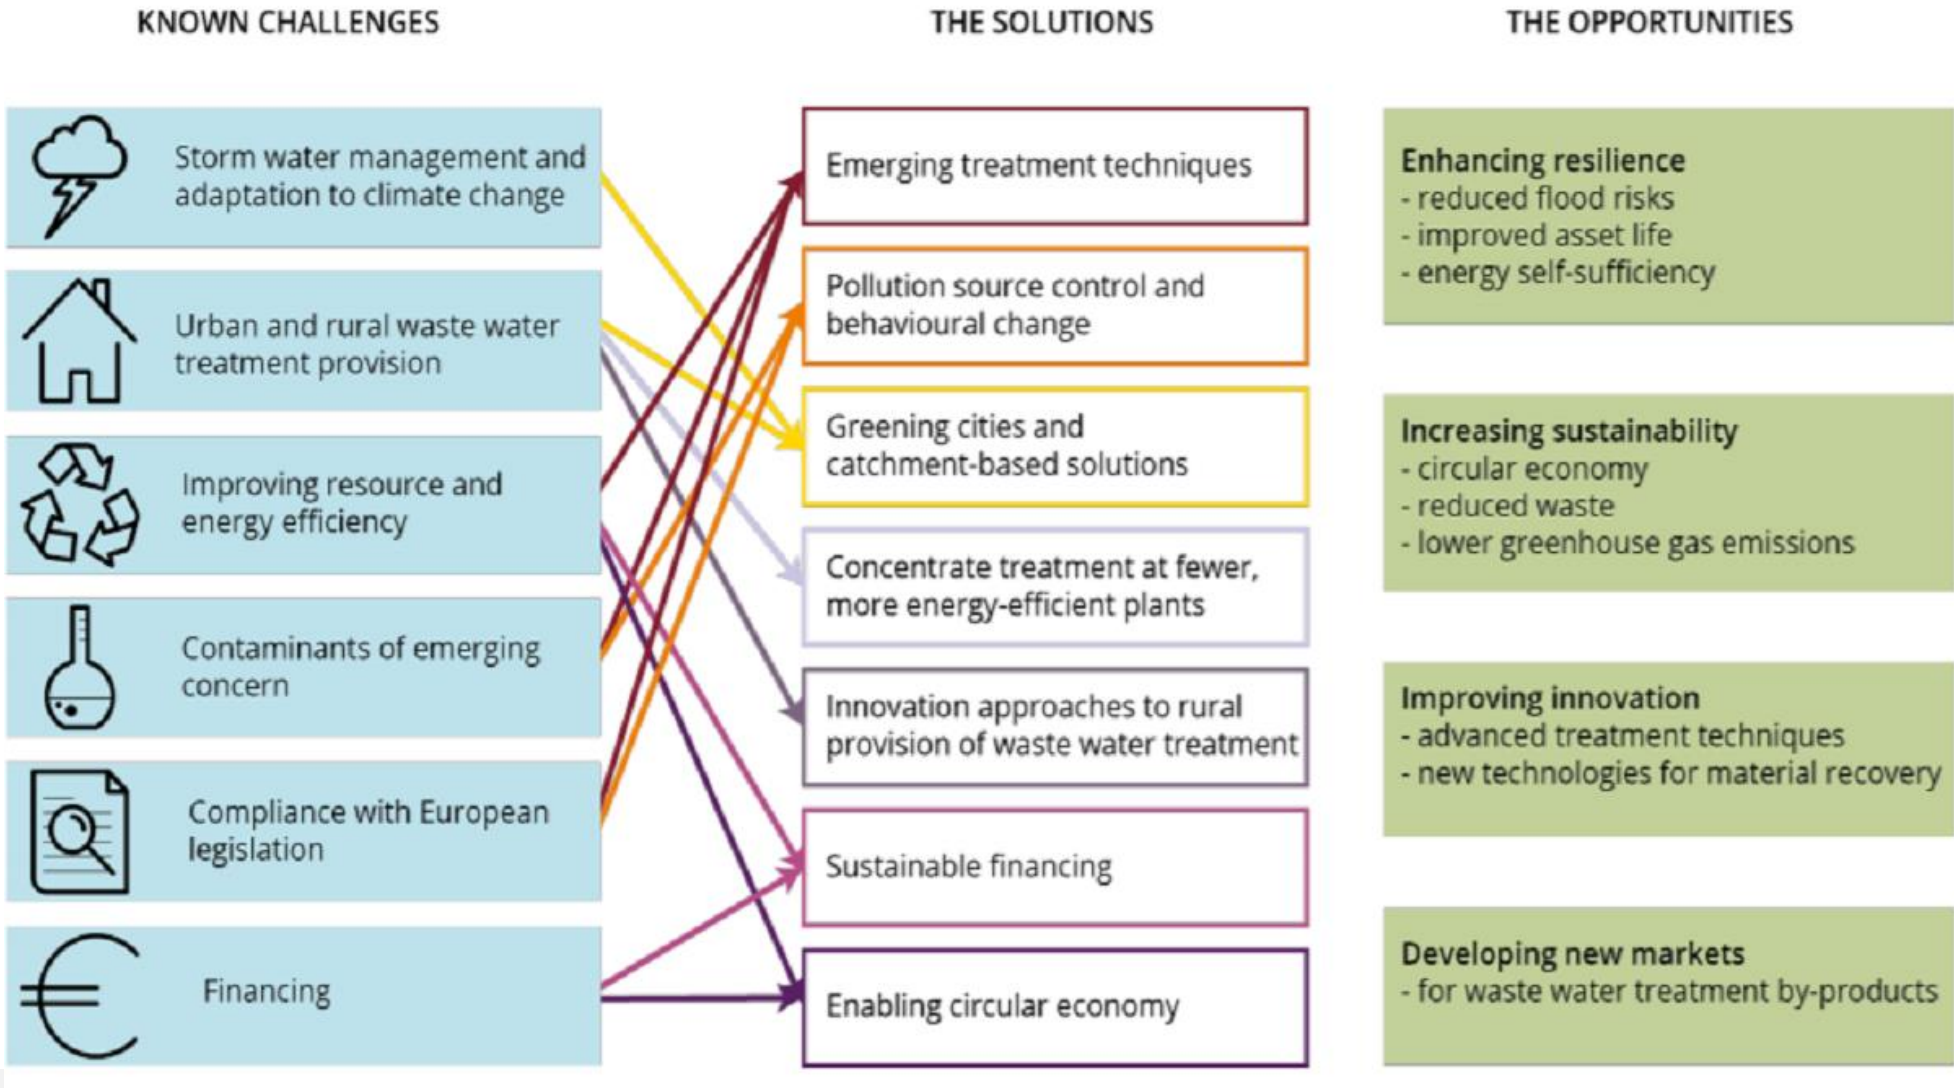 KNOWN CHALLENGES
Storm water management and
adaptation to climate change
Urban and rural waste water
treatment provision
Improving resource and
energy efficiency
Contaminants of emerging
concern
Compliance with European
legislation
Financing
THE SOLUTIONS
Emerging treatment techniques
Pollution source control and
behavioural change
Greening cities and
catchment-based solutions
Concentrate treatment at fewer,
more energy-efficient plants
Innovation approaches to rural
provision of waste water treatment
Sustainable financing
Enabling circular economy
THE OPPORTUNITIES
Enhancing resilience
- reduced flood risks
- improved asset life
- energy self-sufficiency
Increasing sustainability
- circular economy
- reduced waste
- lower greenhouse gas emissions
Improving innovation
- advanced treatment techniques
- new technologies for material recovery
Developing new markets
- for waste water treatment by-products